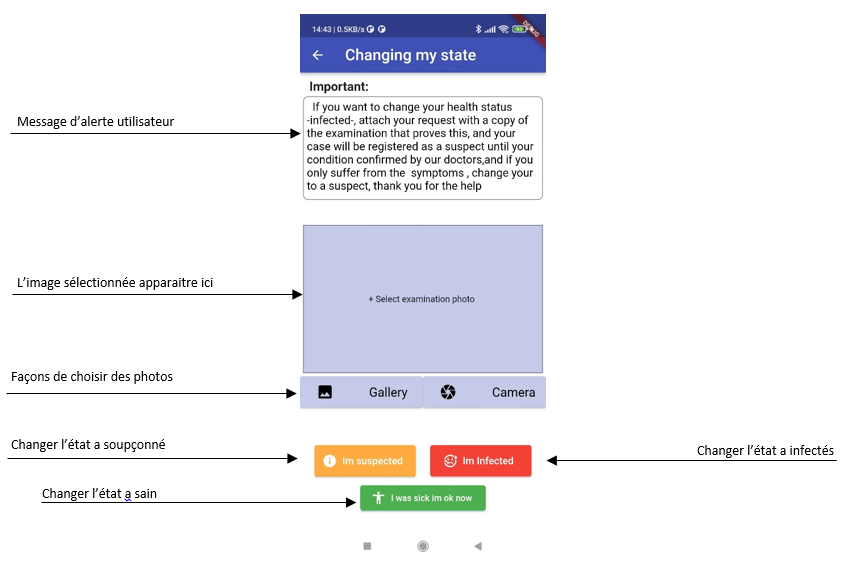 14:43 | 0.5KB/s
DEBUG
Changing my state
Important:
If you want to change your health status
-infected-, attach your request with a copy of
the examination that proves this, and your
case will be registered as a suspect until your
condition confirmed by our doctors,and if you
only suffer from the symptoms , change your
to a suspect, thank you for the help
Message d’alerte utilisateur
L’image sélectionnée apparaitre ici
+ Select examination photo
Façons de choisir des photos
Gallery
Camera
Changer l’état a soupçonné
Im suspected
Im Infected
Changer l’état a infectés
Changer l’état a sain
I was sick im ok now